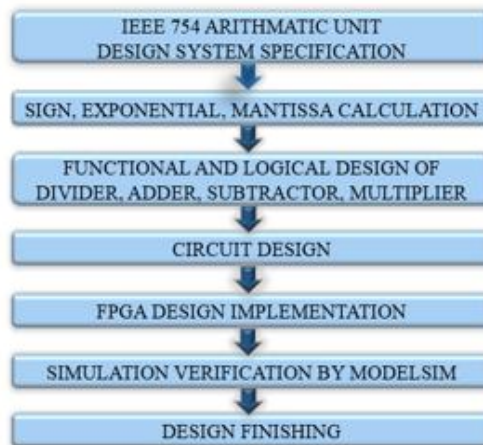 IEEE 754 ARITHMATIC UNIT
DESIGN SYSTEM SPECIFICATION
SIGN, EXPONENTIAL, MANTISSA CALCULATION
FUNCTIONAL AND LOGICAL DESIGN OF
DIVIDER, ADDER, SUBTRACTOR, MULTIPLIER
CIRCUIT DESIGN
FPGA DESIGN IMPLEMENTATION
SIMULATION VERIFICATION BY MODELSIM
DESIGN FINISHING